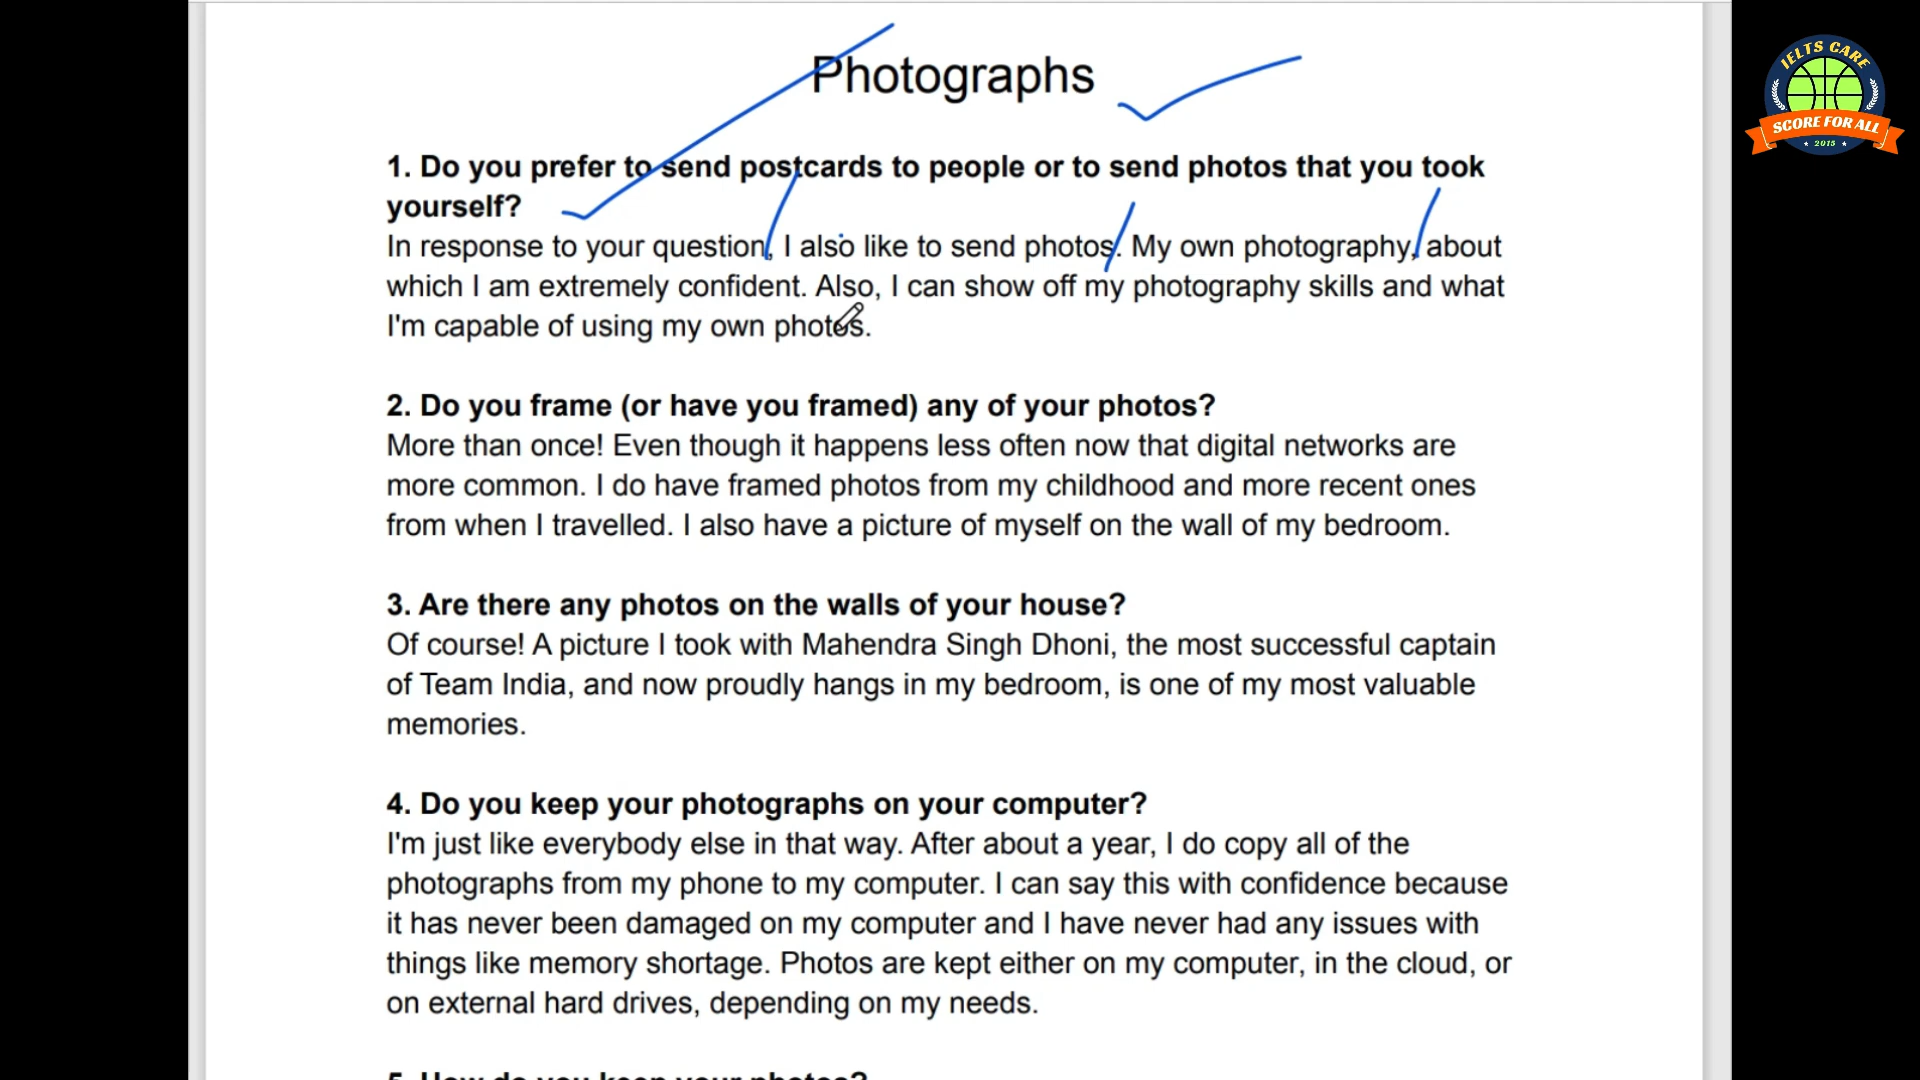 Photographs
IELTS CARE
SCORE FOR ALL
2015
1. Do you prefer to send postcards to people or to send photos that you took
yourself?
In response to your question, I also like to send photos. My own photography, about
which I am extremely confident. Also, I can show off my photography skills and what
I'm capable of using my own photos.
2. Do you frame (or have you framed) any of your photos?
More than once! Even though it happens less often now that digital networks are
more common. I do have framed photos from my childhood and more recent ones
from when I travelled. I also have a picture of myself on the wall of my bedroom.
3. Are there any photos on the walls of your house?
Of course! A picture I took with Mahendra Singh Dhoni, the most successful captain
of Team India, and now proudly hangs in my bedroom, is one of my most valuable
memories.
4. Do you keep your photographs on your computer?
I'm just like everybody else in that way. After about a year, I do copy all of the
photographs from my phone to my computer. I can say this with confidence because
it has never been damaged on my computer and I have never had any issues with
things like memory shortage. Photos are kept either on my computer, in the cloud, or
on external hard drives, depending on my needs.
5. How do you keep your photos?